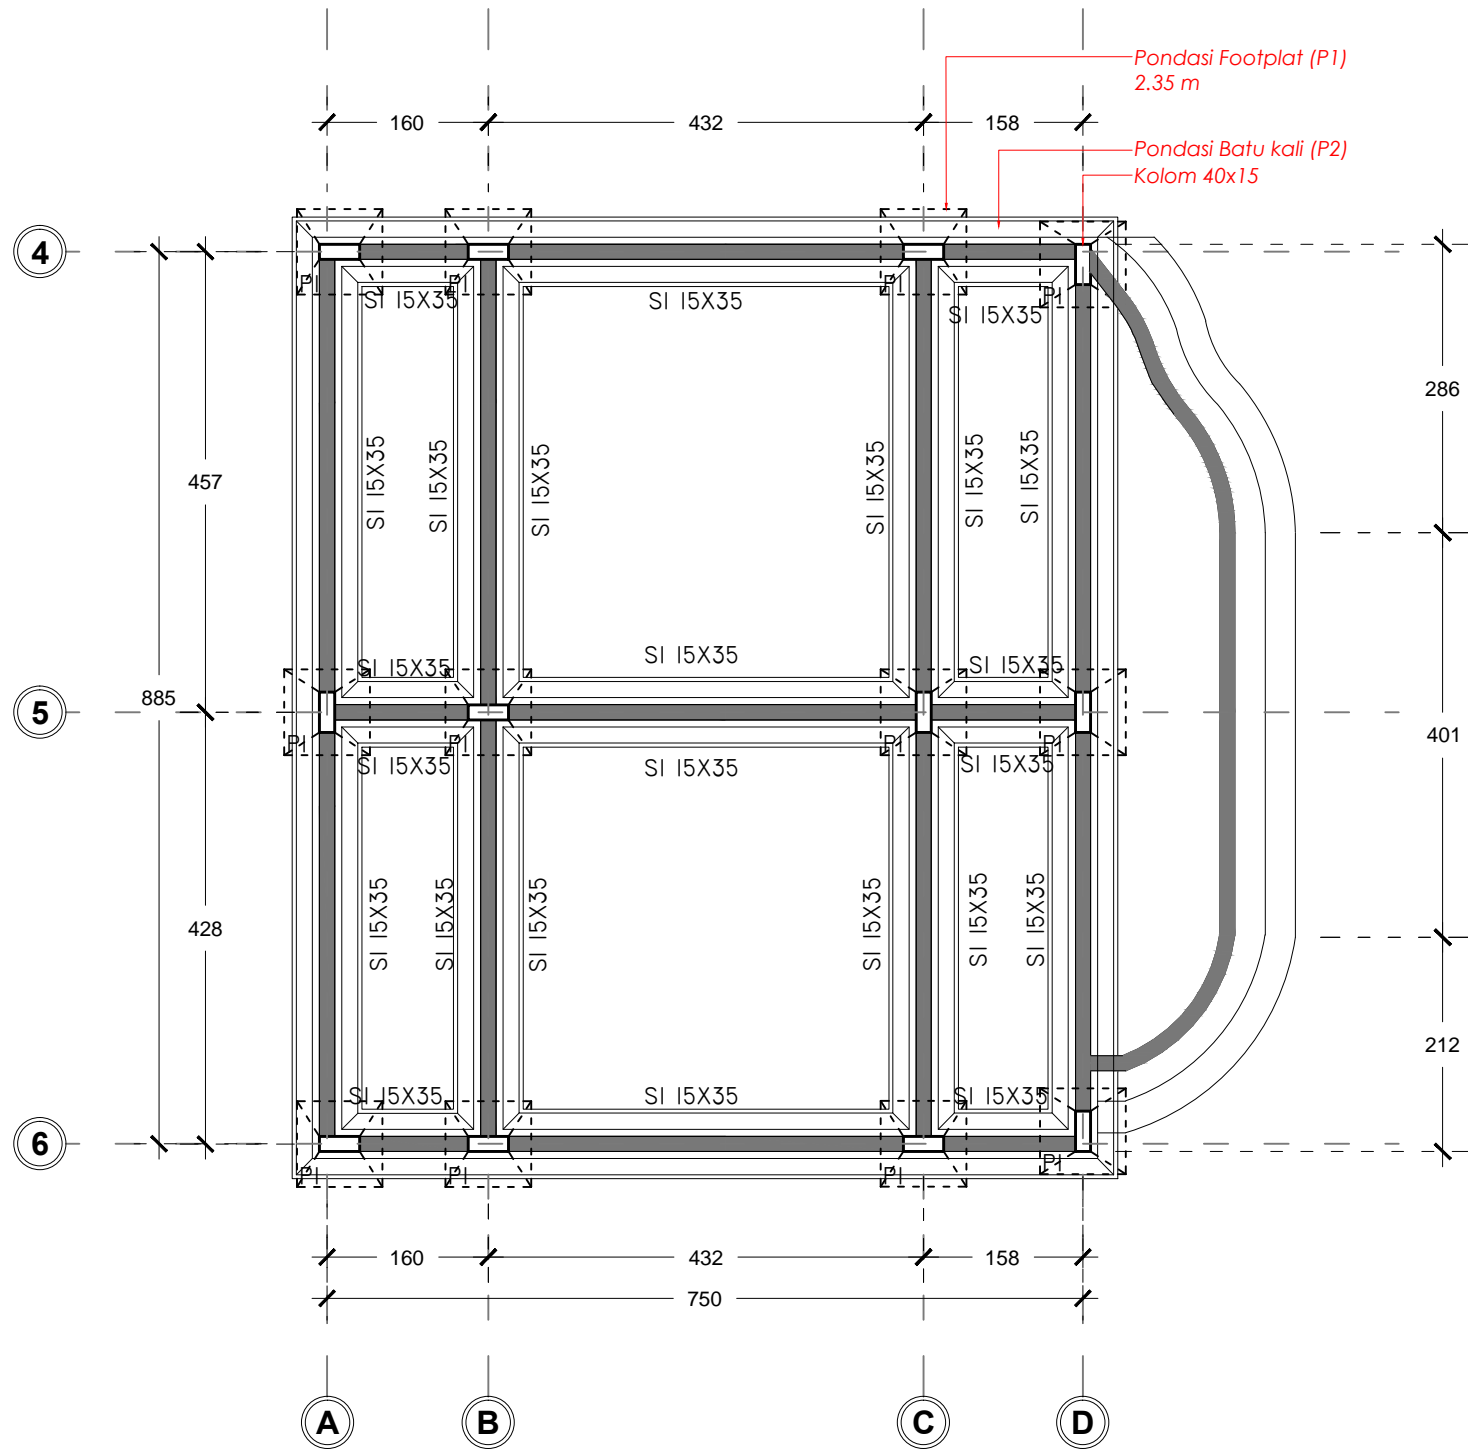 Pondasi Footplat (P1)
2.35 m
160
432
158
Pondasi Batu kali (P2)
Kolom 40x15
4
P1
P1
P1
P1
SI 15X35
SI 15X35
SI 15X35
286
457
SI 15X35
SI 15X35
SI 15X35
SI 15X35
SI 15X35
SI 15X35
SI 15X35
SI 15X35
SI 15X35
885
5
401
P1
P1
P1
P1
SI 15X35
SI 15X35
SI 15X35
428
SI 15X35
SI 15X35
SI 15X35
SI 15X35
SI 15X35
SI 15X35
212
SI 15X35
SI 15X35
SI 15X35
6
P1
P1
P1
P1
160
432
158
750
A
B
C
D